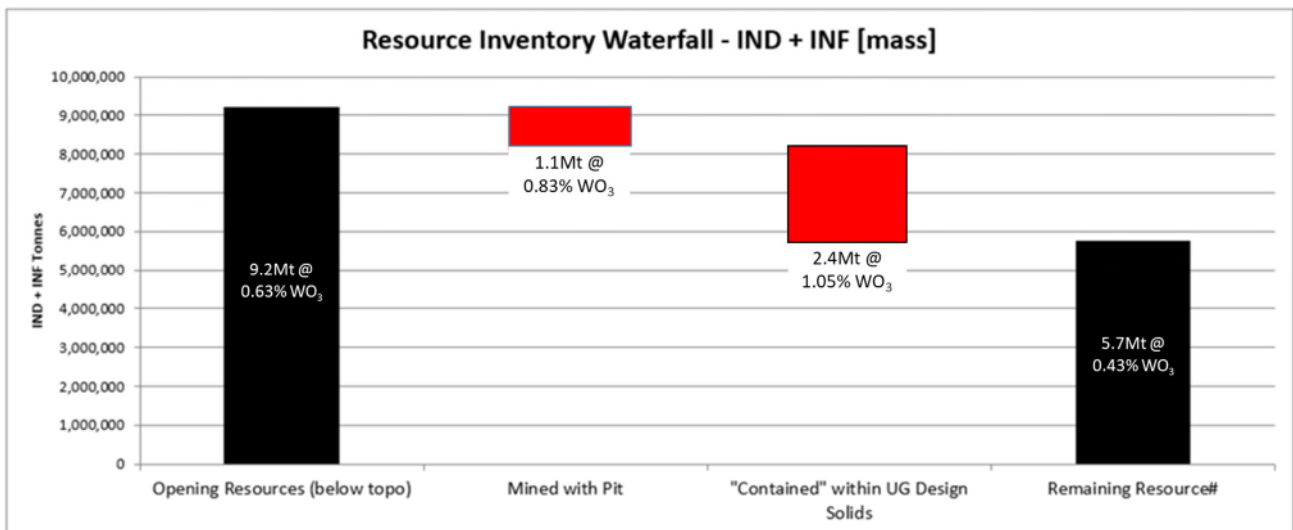 Resource Inventory Waterfall - IND + INF [mass]
IND + INF Tonnes
10,000,000
9,000,000
8,000,000
7,000,000
6,000,000
5,000,000
4,000,000
3,000,000
2,000,000
1,000,000
0
9.2Mt @
0.63% WO₃
1.1Mt @
0.83% WO₃
2.4Mt @
1.05% WO₃
5.7Mt @
0.43% WO₃
Opening Resources (below topo)
Mined with Pit
"Contained" within UG Design
Solids
Remaining Resource#